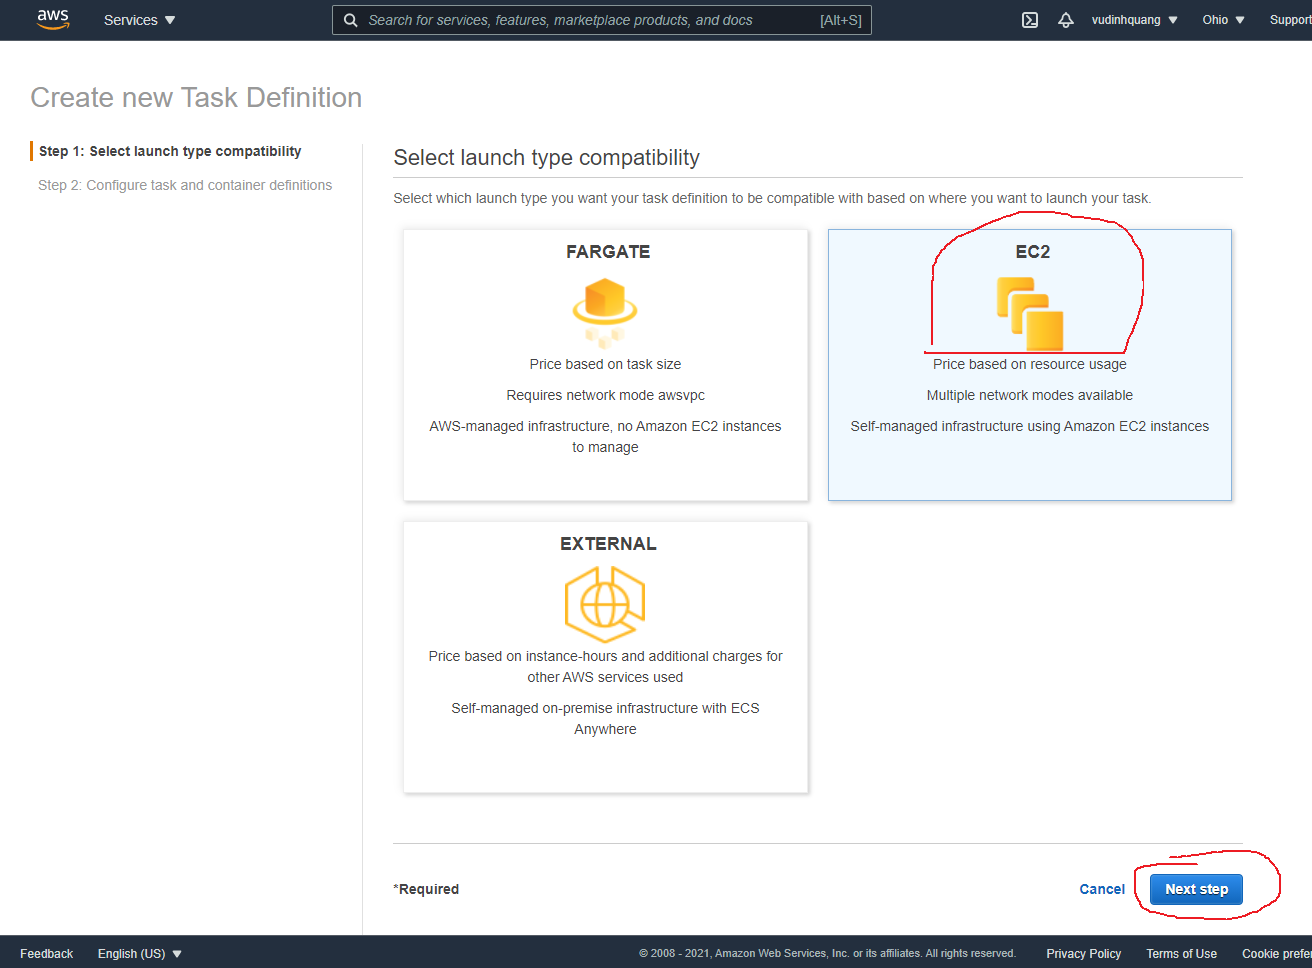 aws
Services
Search for services, features, marketplace products, and docs
[Alt+S]
vudinhquang
Ohio
Support
Create new Task Definition
Step 1: Select launch type compatibility
Step 2: Configure task and container definitions
Select launch type compatibility
Select which launch type you want your task definition to be compatible with based on where you want to launch your task.
FARGATE
Price based on task size
Requires network mode awsvpc
AWS-managed infrastructure, no Amazon EC2 instances
to manage
EC2
Price based on resource usage
Multiple network modes available
Self-managed infrastructure using Amazon EC2 instances
EXTERNAL
Price based on instance-hours and additional charges for
other AWS services used
Self-managed on-premise infrastructure with ECS
Anywhere
*Required
Cancel
Next step
Feedback
English (US)
© 2008 - 2021, Amazon Web Services, Inc. or its affiliates. All rights reserved.
Privacy Policy
Terms of Use
Cookie prefer